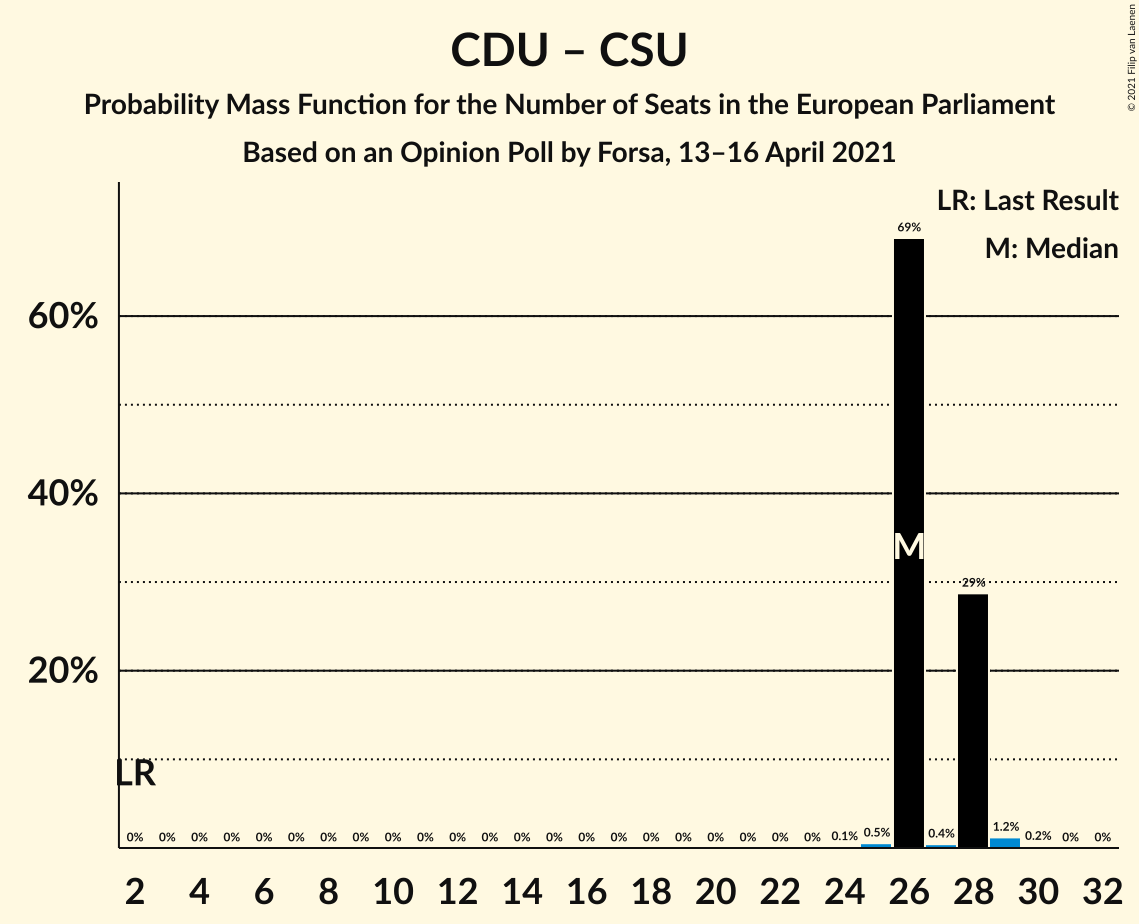 © 2021 Filip van Laenen
CDU – CSU
Probability Mass Function for the Number of Seats in the European Parliament
Based on an Opinion Poll by Forsa, 13–16 April 2021
LR: Last Result
M: Median
69%
60%
40%
M
29%
20%
LR
0% 0% 0% 0% 0% 0% 0% 0% 0% 0% 0% 0% 0% 0% 0% 0% 0% 0% 0% 0% 0% 0% 0.1% 0.5% 0.4% 1.2% 0.2% 0% 0%
2 4 6 8 10 12 14 16 18 20 22 24 26 28 30 32